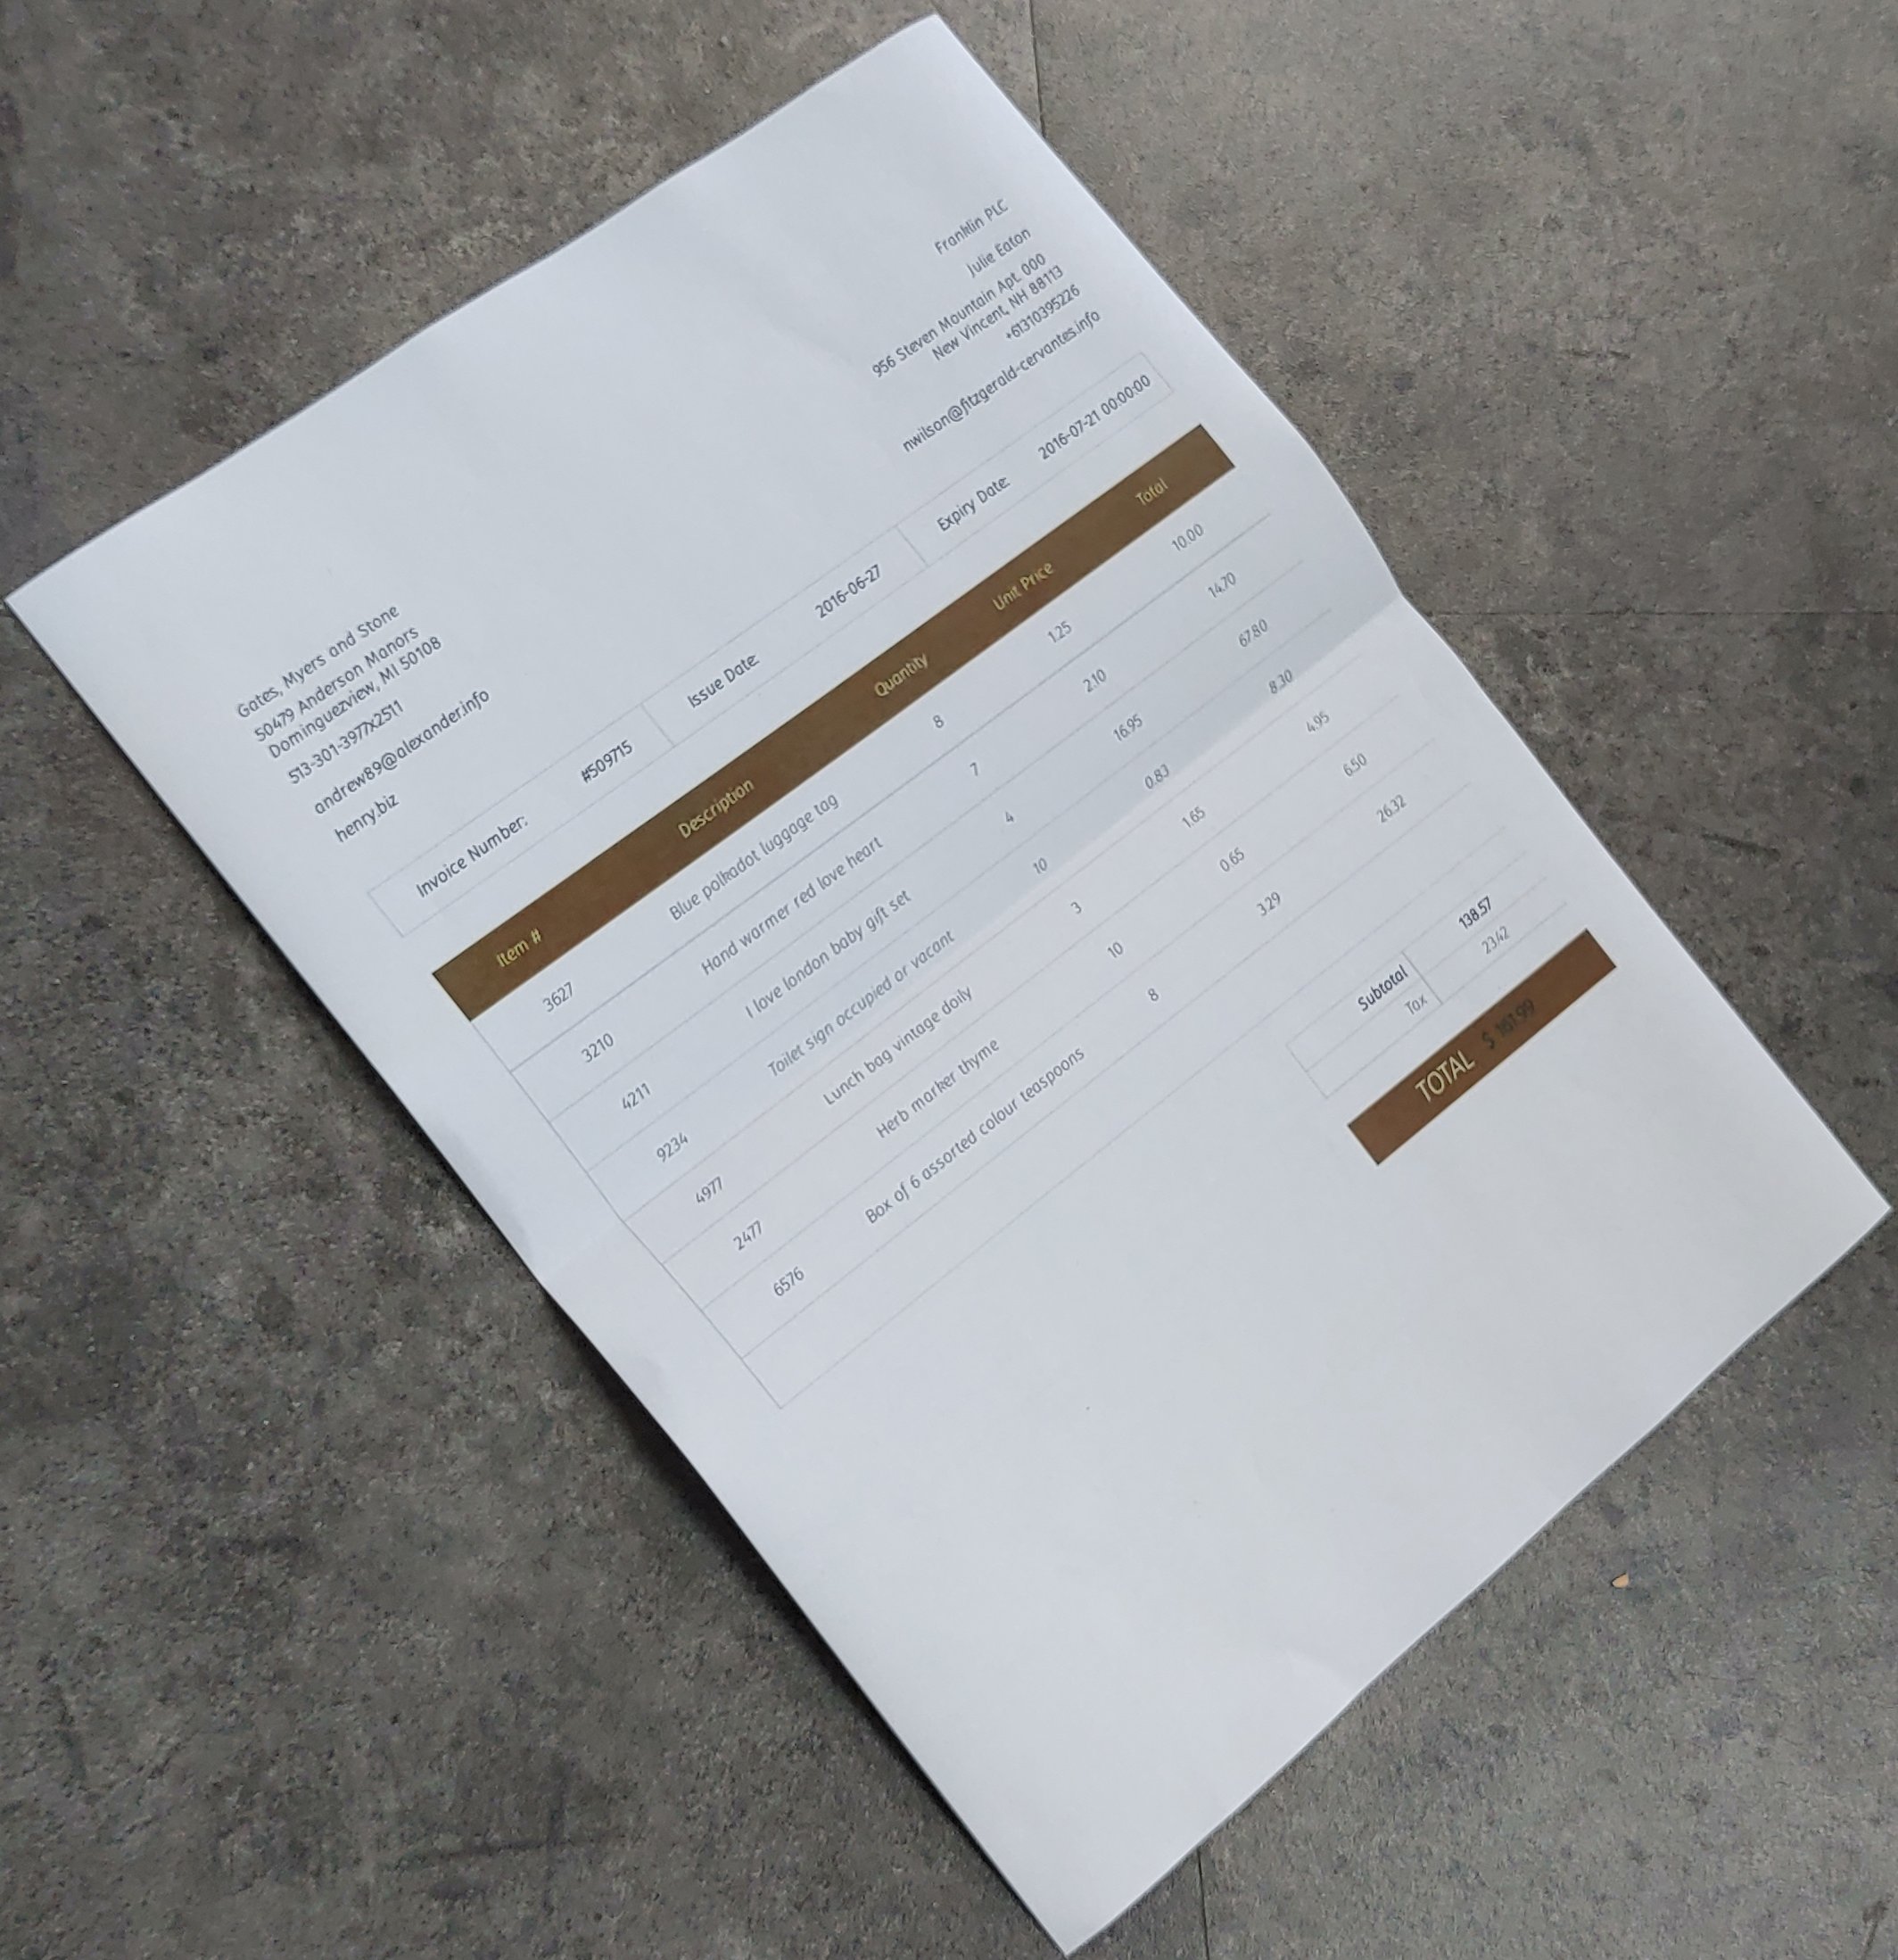 Franklin PLC
Julie Eaton
956 Steven Mountain Apt. 000
New Vincent, NH 88113
+61310395226
nwilson@fitzgerald-cervantes.info
Gates, Myers and Stone
50479 Anderson Manors
Dominguezview, MI 50108
513-301-3977x2511
andrew89@alexander.info
henry.biz
Invoice Number: #509715 Issue Date: 2016-06-27 Expiry Date: 2016-07-21 00:00:00
Item # Description Quantity Unit Price Total
3627 Blue polkadot luggage tag 8 1.25 10.00
3210 Hand warmer red love heart 7 2.10 14.70
4211 I love london baby gift set 4 16.95 67.80
9234 Toilet sign occupied or vacant 10 0.83 8.30
4977 Lunch bag vintage doily 3 1.65 4.95
2477 Herb marker thyme 10 0.65 6.50
6576 Box of 6 assorted colour teaspoons 8 3.29 26.32
Subtotal 138.57
Tax 23.42
TOTAL $ 161.99